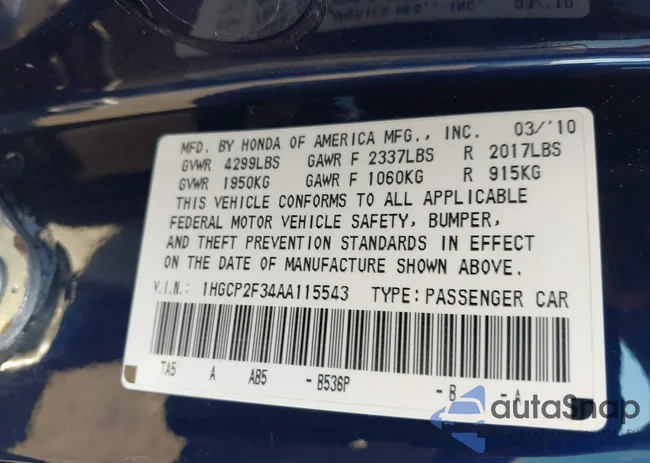 03/'10
MFD. BY HONDA OF AMERICA MFG., INC. 03/'10
GVWR 4299LBS GAWR F 2337LBS R 2017LBS
GVWR 1950KG GAWR F 1060KG R 915KG
THIS VEHICLE CONFORMS TO ALL APPLICABLE
FEDERAL MOTOR VEHICLE SAFETY, BUMPER,
AND THEFT PREVENTION STANDARDS IN EFFECT
ON THE DATE OF MANUFACTURE SHOWN ABOVE.
V.I.N.: 1HGCP2F34AA115543 TYPE: PASSENGER CAR
TA5 A AB5 - B536P - B - A
autoSnap